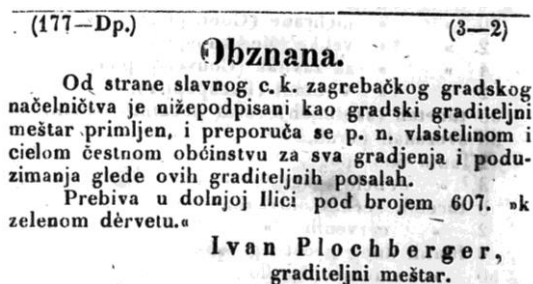 (177—Dp.) (3—2)
Obznana.
Od strane slavnog c. k. zagrebačkog gradskog
načelničtva je nižepodpisani kao gradski graditeljni
meštar primljen, i preporuča se p. n. vlastelinom i
cielom čestnom obćinstvu za sva gradjenja i podu-
zimanja glede ovih graditeljnih posalah.
Prebiva u dolnjoj Ilici pod brojem 607. »k
zelenom dèrvetu.«
Ivan Plochberger,
graditeljni meštar.